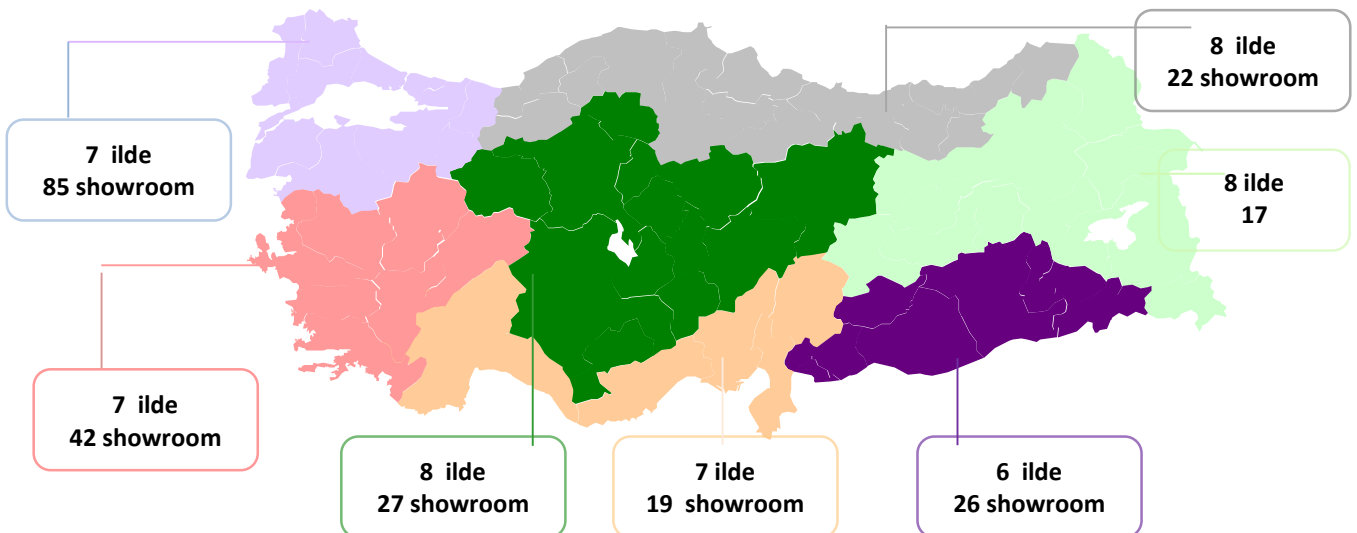 8 ilde
22 showroom
7 ilde
85 showroom
8 ilde
17
7 ilde
42 showroom
8 ilde
27 showroom
7 ilde
19 showroom
6 ilde
26 showroom